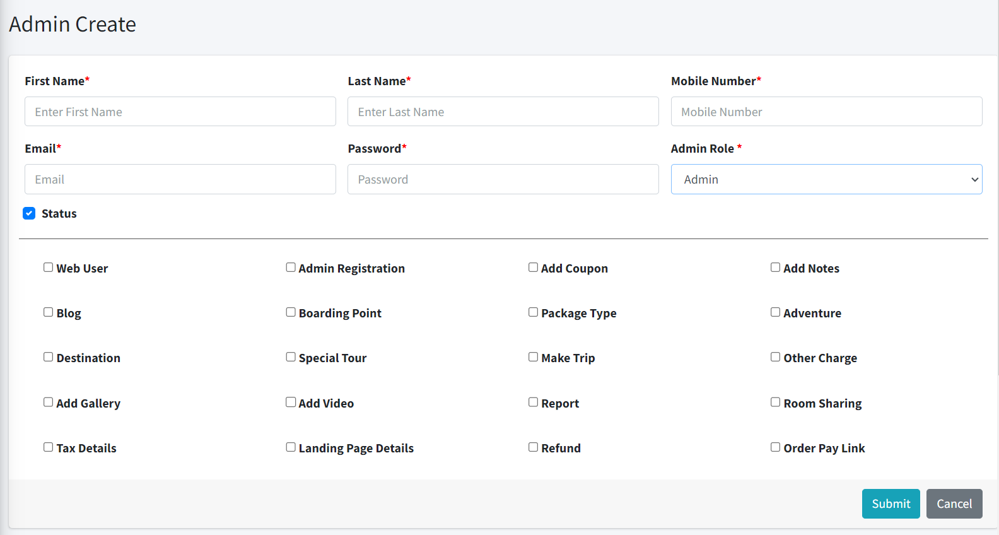 Admin Create
First Name* Last Name* Mobile Number*
Enter First Name Enter Last Name Mobile Number
Email* Password* Admin Role *
Email Password Admin
Status
Web User Admin Registration Add Coupon Add Notes
Blog Boarding Point Package Type Adventure
Destination Special Tour Make Trip Other Charge
Add Gallery Add Video Report Room Sharing
Tax Details Landing Page Details Refund Order Pay Link
Submit Cancel